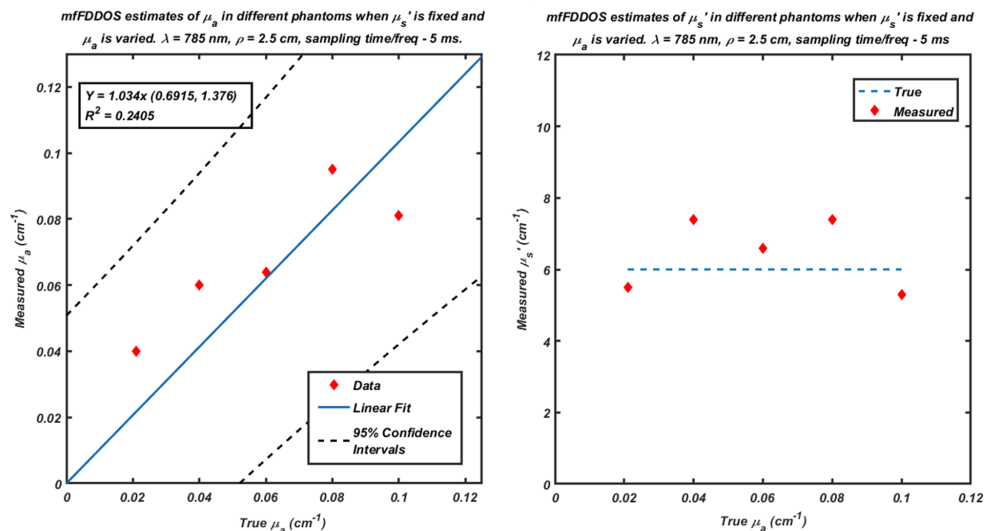 mfFDDOS estimates of μa in different phantoms when μs' is fixed and
μa is varied. λ = 785 nm, ρ = 2.5 cm, sampling time/freq - 5 ms.
Y = 1.034x (0.6915, 1.376)
R² = 0.2405
0.12
0.1
0.08
0.06
0.04
0.02
0
Measured μa (cm⁻¹)
Data
Linear Fit
95% Confidence
Intervals
0 0.02 0.04 0.06 0.08 0.1 0.12
True μa (cm⁻¹)
mfFDDOS estimates of μs' in different phantoms when μs' is fixed and
μa is varied. λ = 785 nm, ρ = 2.5 cm, sampling time/freq - 5 ms
True
Measured
12
10
8
6
4
2
0
Measured μs' (cm⁻¹)
0 0.02 0.04 0.06 0.08 0.1 0.12
True μa (cm⁻¹)